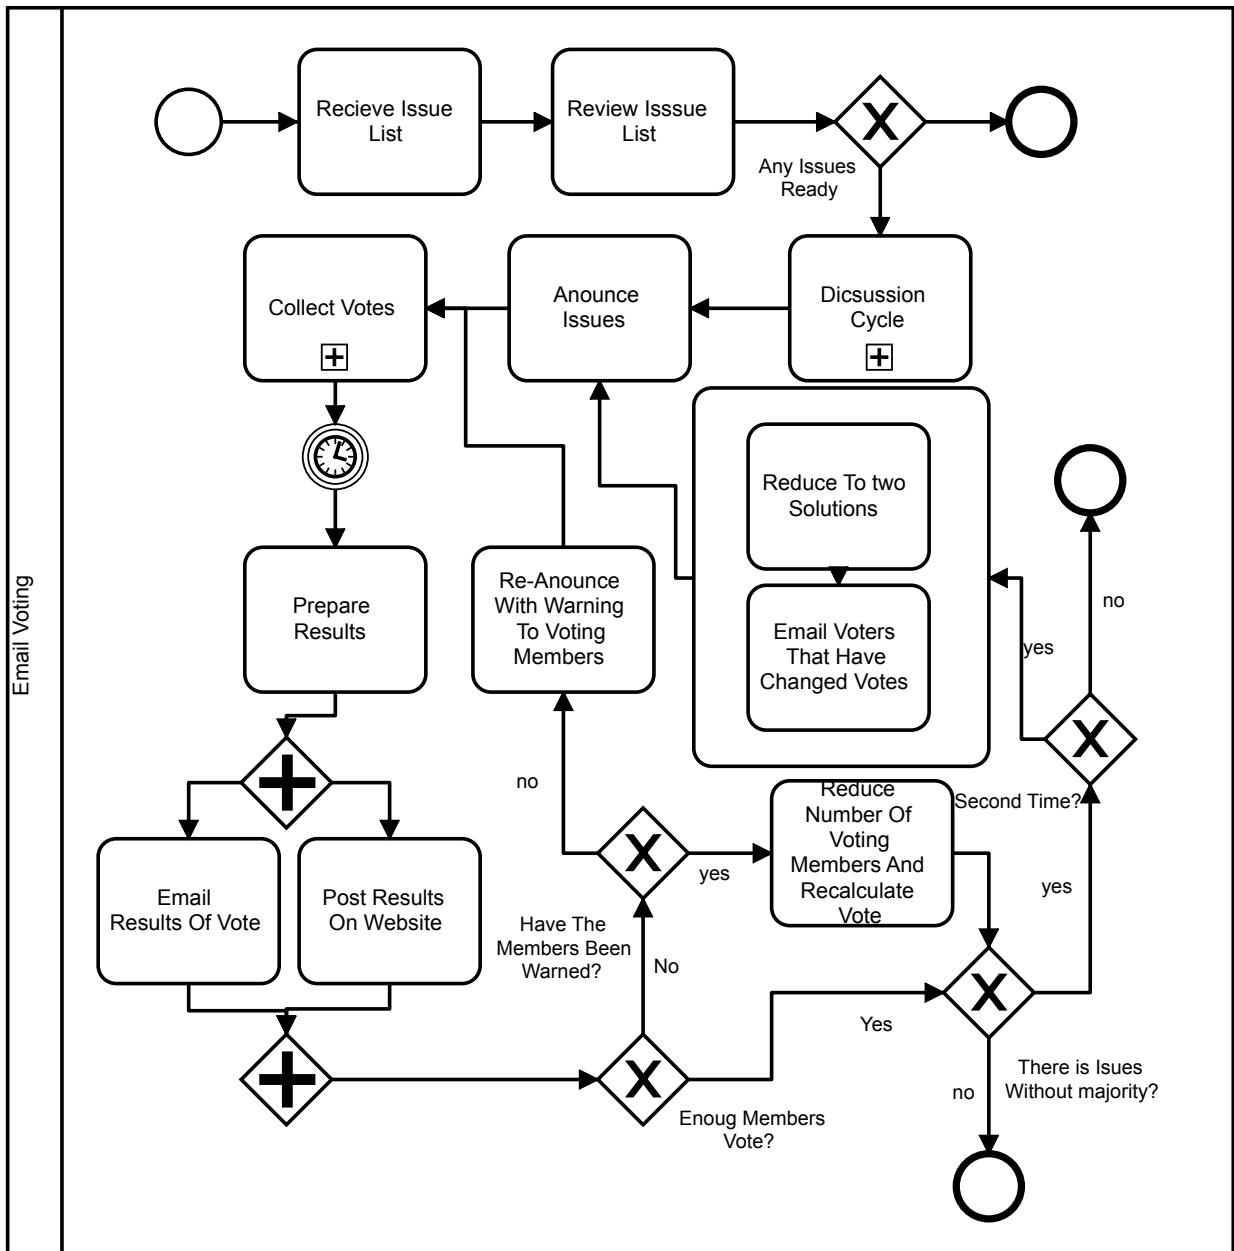 Recieve Issue
List
Review Isssue
List
Any Issues
Ready
Collect Votes
Anounce
Issues
Dicsussion
Cycle
Reduce To two
Solutions
Email Voters
That Have
Changed Votes
Re-Anounce
With Warning
To Voting
Members
Prepare
Results
Email Voting
no
yes
no
Second Time?
Reduce
Number Of
Voting
Members And
Recalculate
Vote
yes
yes
Email
Results Of Vote
Post Results
On Website
Have The
Members Been
Warned?
No
Yes
Enoug Members
Vote?
There is Isues
Without majority?
no